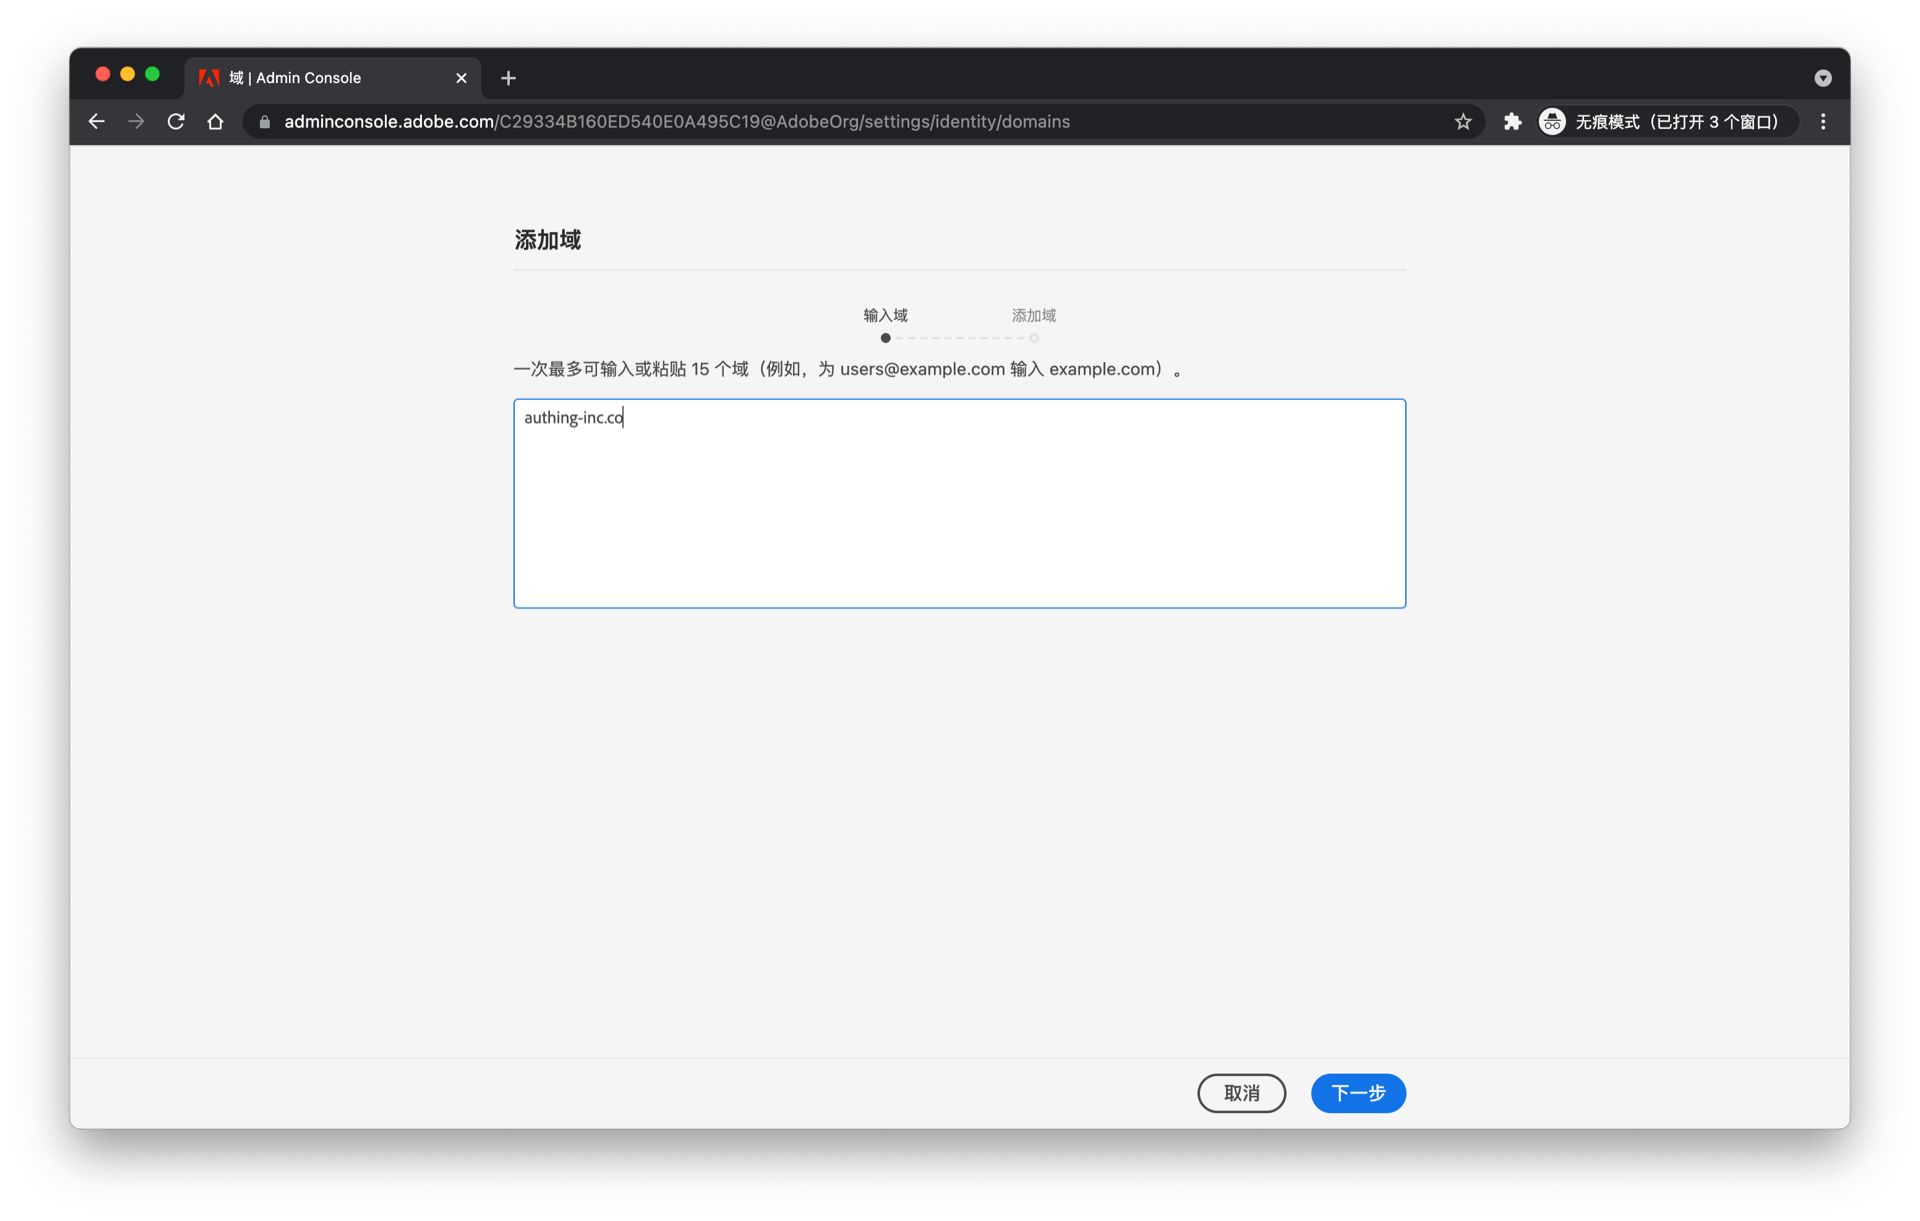 域 | Admin Console
adminconsole.adobe.com/C29334B160ED540E0A495C19@AdobeOrg/settings/identity/domains
无痕模式（已打开 3 个窗口）
添加域
输入域
添加域
一次最多可输入或粘贴 15 个域（例如，为 users@example.com 输入 example.com）。
authing-inc.co
取消
下一步